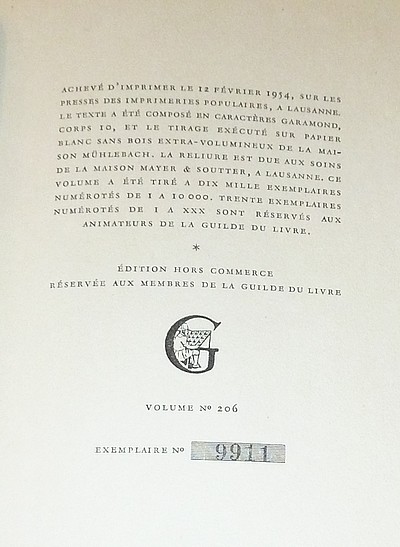 ACHEVÉ D'IMPRIMER LE 12 FÉVRIER 1954, SUR LES
PRESSES DES IMPRIMERIES POPULAIRES, A LAUSANNE.
LE TEXTE A ÉTÉ COMPOSÉ EN CARACTÈRES GARAMOND,
CORPS 10, ET LE TIRAGE EXÉCUTÉ SUR PAPIER
BLANC SANS BOIS EXTRA-VOLUMINEUX DE LA MAI-
SON MÜHLEBACH. LA RELIURE EST DUE AUX SOINS
DE LA MAISON MAYER & SOUTTER, A LAUSANNE. CE
VOLUME A ÉTÉ TIRÉ A DIX MILLE EXEMPLAIRES
NUMÉROTÉS DE 1 A 10 000. TRENTE EXEMPLAIRES
NUMÉROTÉS DE I A XXX SONT RÉSERVÉS AUX
ANIMATEURS DE LA GUILDE DU LIVRE.
*
ÉDITION HORS COMMERCE
RÉSERVÉE AUX MEMBRES DE LA GUILDE DU LIVRE
G
VOLUME Nº 206
EXEMPLAIRE Nº 9911